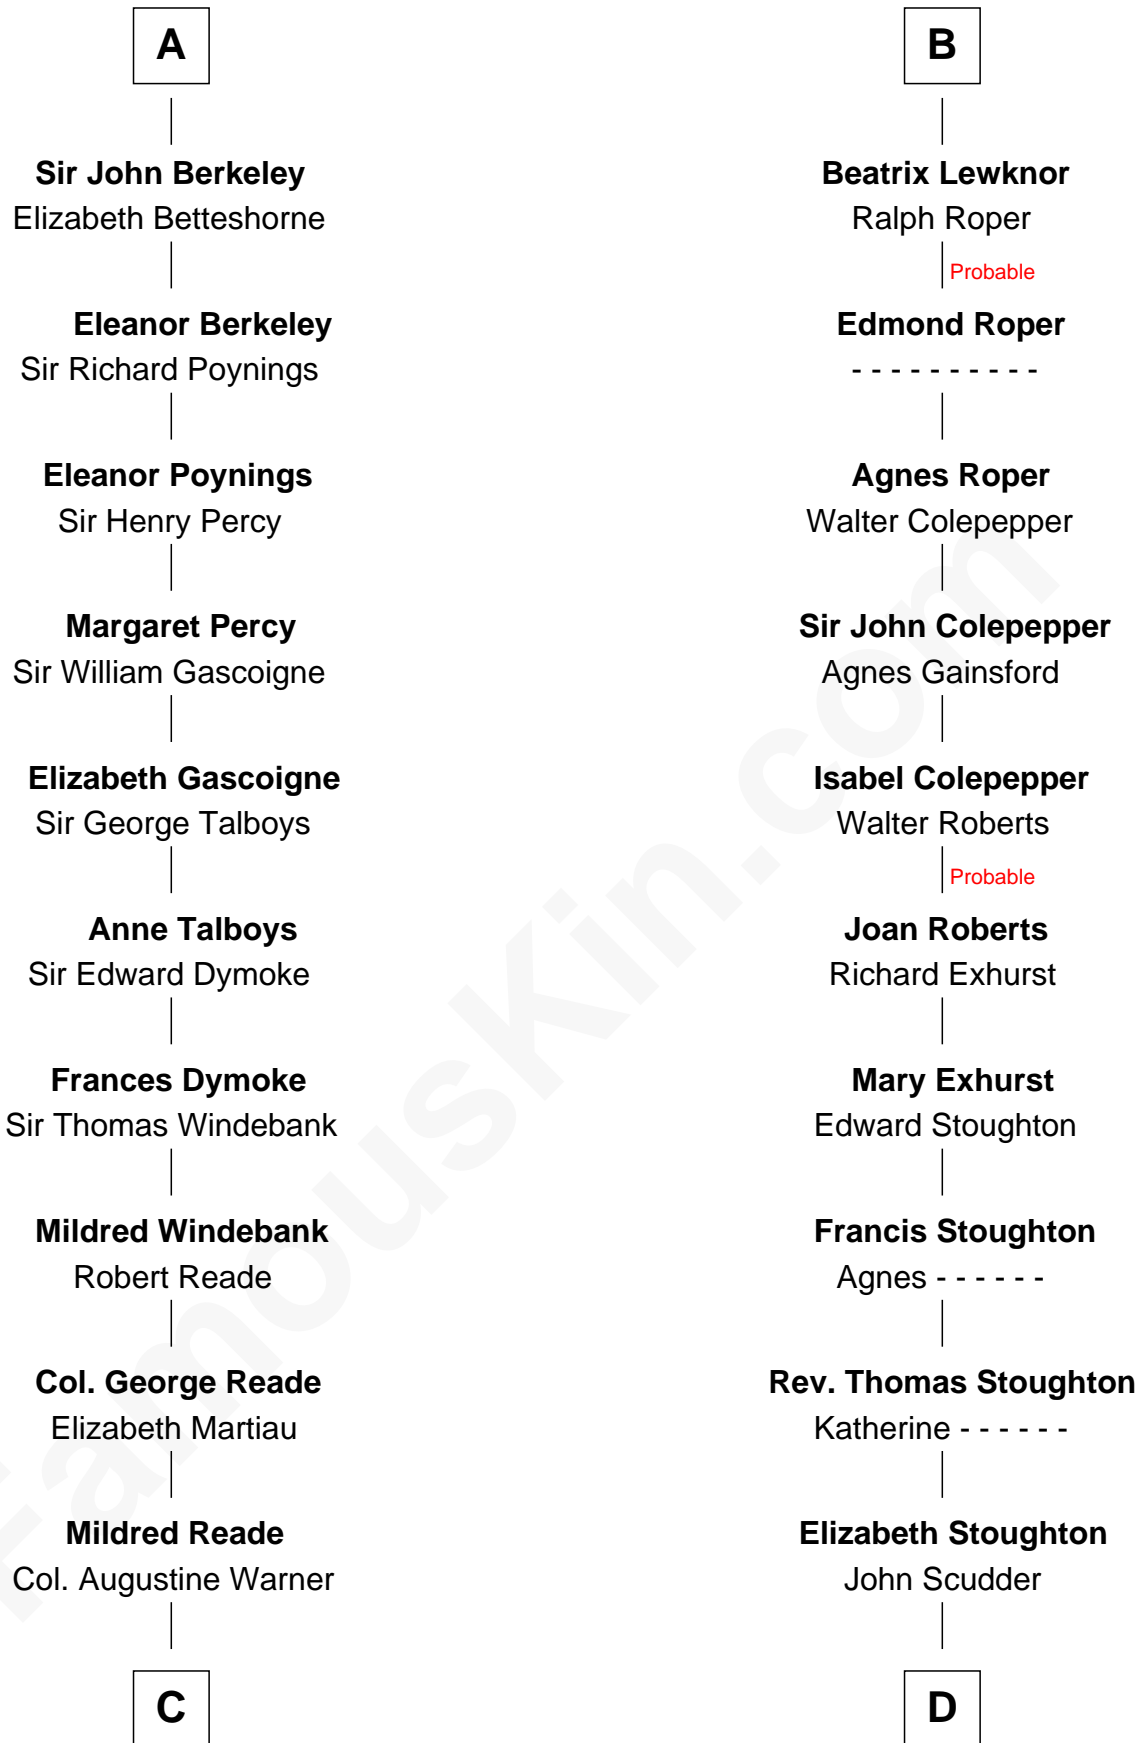 A
Sir John Berkeley
Elizabeth Betteshorne
Eleanor Berkeley
Sir Richard Poynings
Eleanor Poynings
Sir Henry Percy
Margaret Percy
Sir William Gascoigne
Elizabeth Gascoigne
Sir George Talboys
Anne Talboys
Sir Edward Dymoke
Frances Dymoke
Sir Thomas Windebank
Mildred Windebank
Robert Reade
Col. George Reade
Elizabeth Martiau
Mildred Reade
Col. Augustine Warner
C
B
Beatrix Lewknor
Ralph Roper
Probable
Edmond Roper
- - - - - - - - - -
Agnes Roper
Walter Colepepper
Sir John Colepepper
Agnes Gainsford
Isabel Colepepper
Walter Roberts
Probable
Joan Roberts
Richard Exhurst
Mary Exhurst
Edward Stoughton
Francis Stoughton
Agnes - - - - - -
Rev. Thomas Stoughton
Katherine - - - - - -
Elizabeth Stoughton
John Scudder
D
FamousKin.com